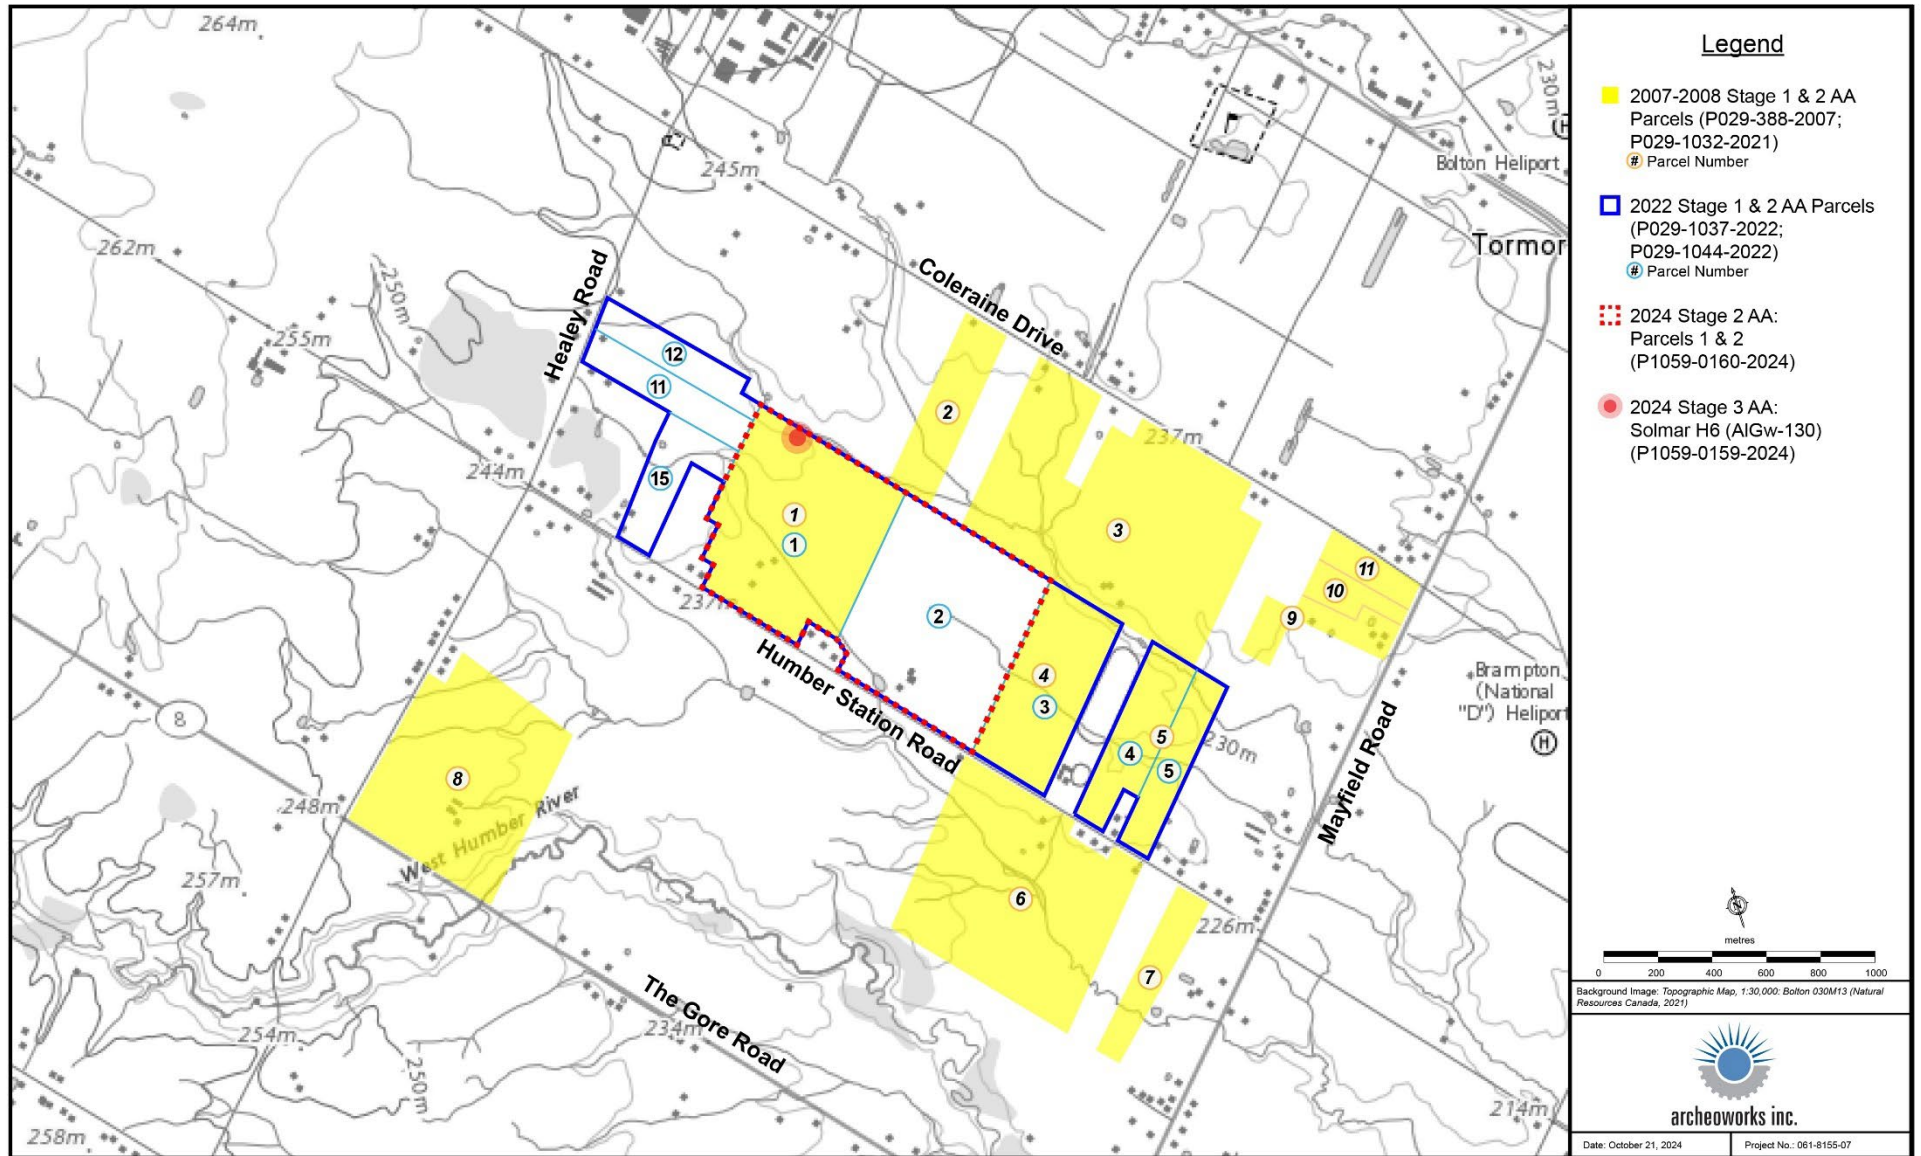 264m
245m
230m
Bolton Heliport
Tormor
262m
250m
Healey Road
Coleraine Drive
255m
12
11
2
237m
244m
15
1
1
3
11
10
9
237m
2
Humber Station Road
4
3
5
4
5
230m
Brampton
(National
"D") Heliport
H
Mayfield Road
8
8
248m
West Humber River
257m
6
226m
7
The Gore Road
234m
254m
250m
258m
214m
Legend
2007-2008 Stage 1 & 2 AA
Parcels (P029-388-2007;
P029-1032-2021)
# Parcel Number
2022 Stage 1 & 2 AA Parcels
(P029-1037-2022;
P029-1044-2022)
# Parcel Number
2024 Stage 2 AA:
Parcels 1 & 2
(P1059-0160-2024)
2024 Stage 3 AA:
Solmar H6 (AlGw-130)
(P1059-0159-2024)
N
metres
0 200 400 600 800 1000
Background Image: Topographic Map, 1:30,000: Bolton 030M13 (Natural
Resources Canada, 2021)
archeoworks inc.
Date: October 21, 2024
Project No.: 061-8155-07